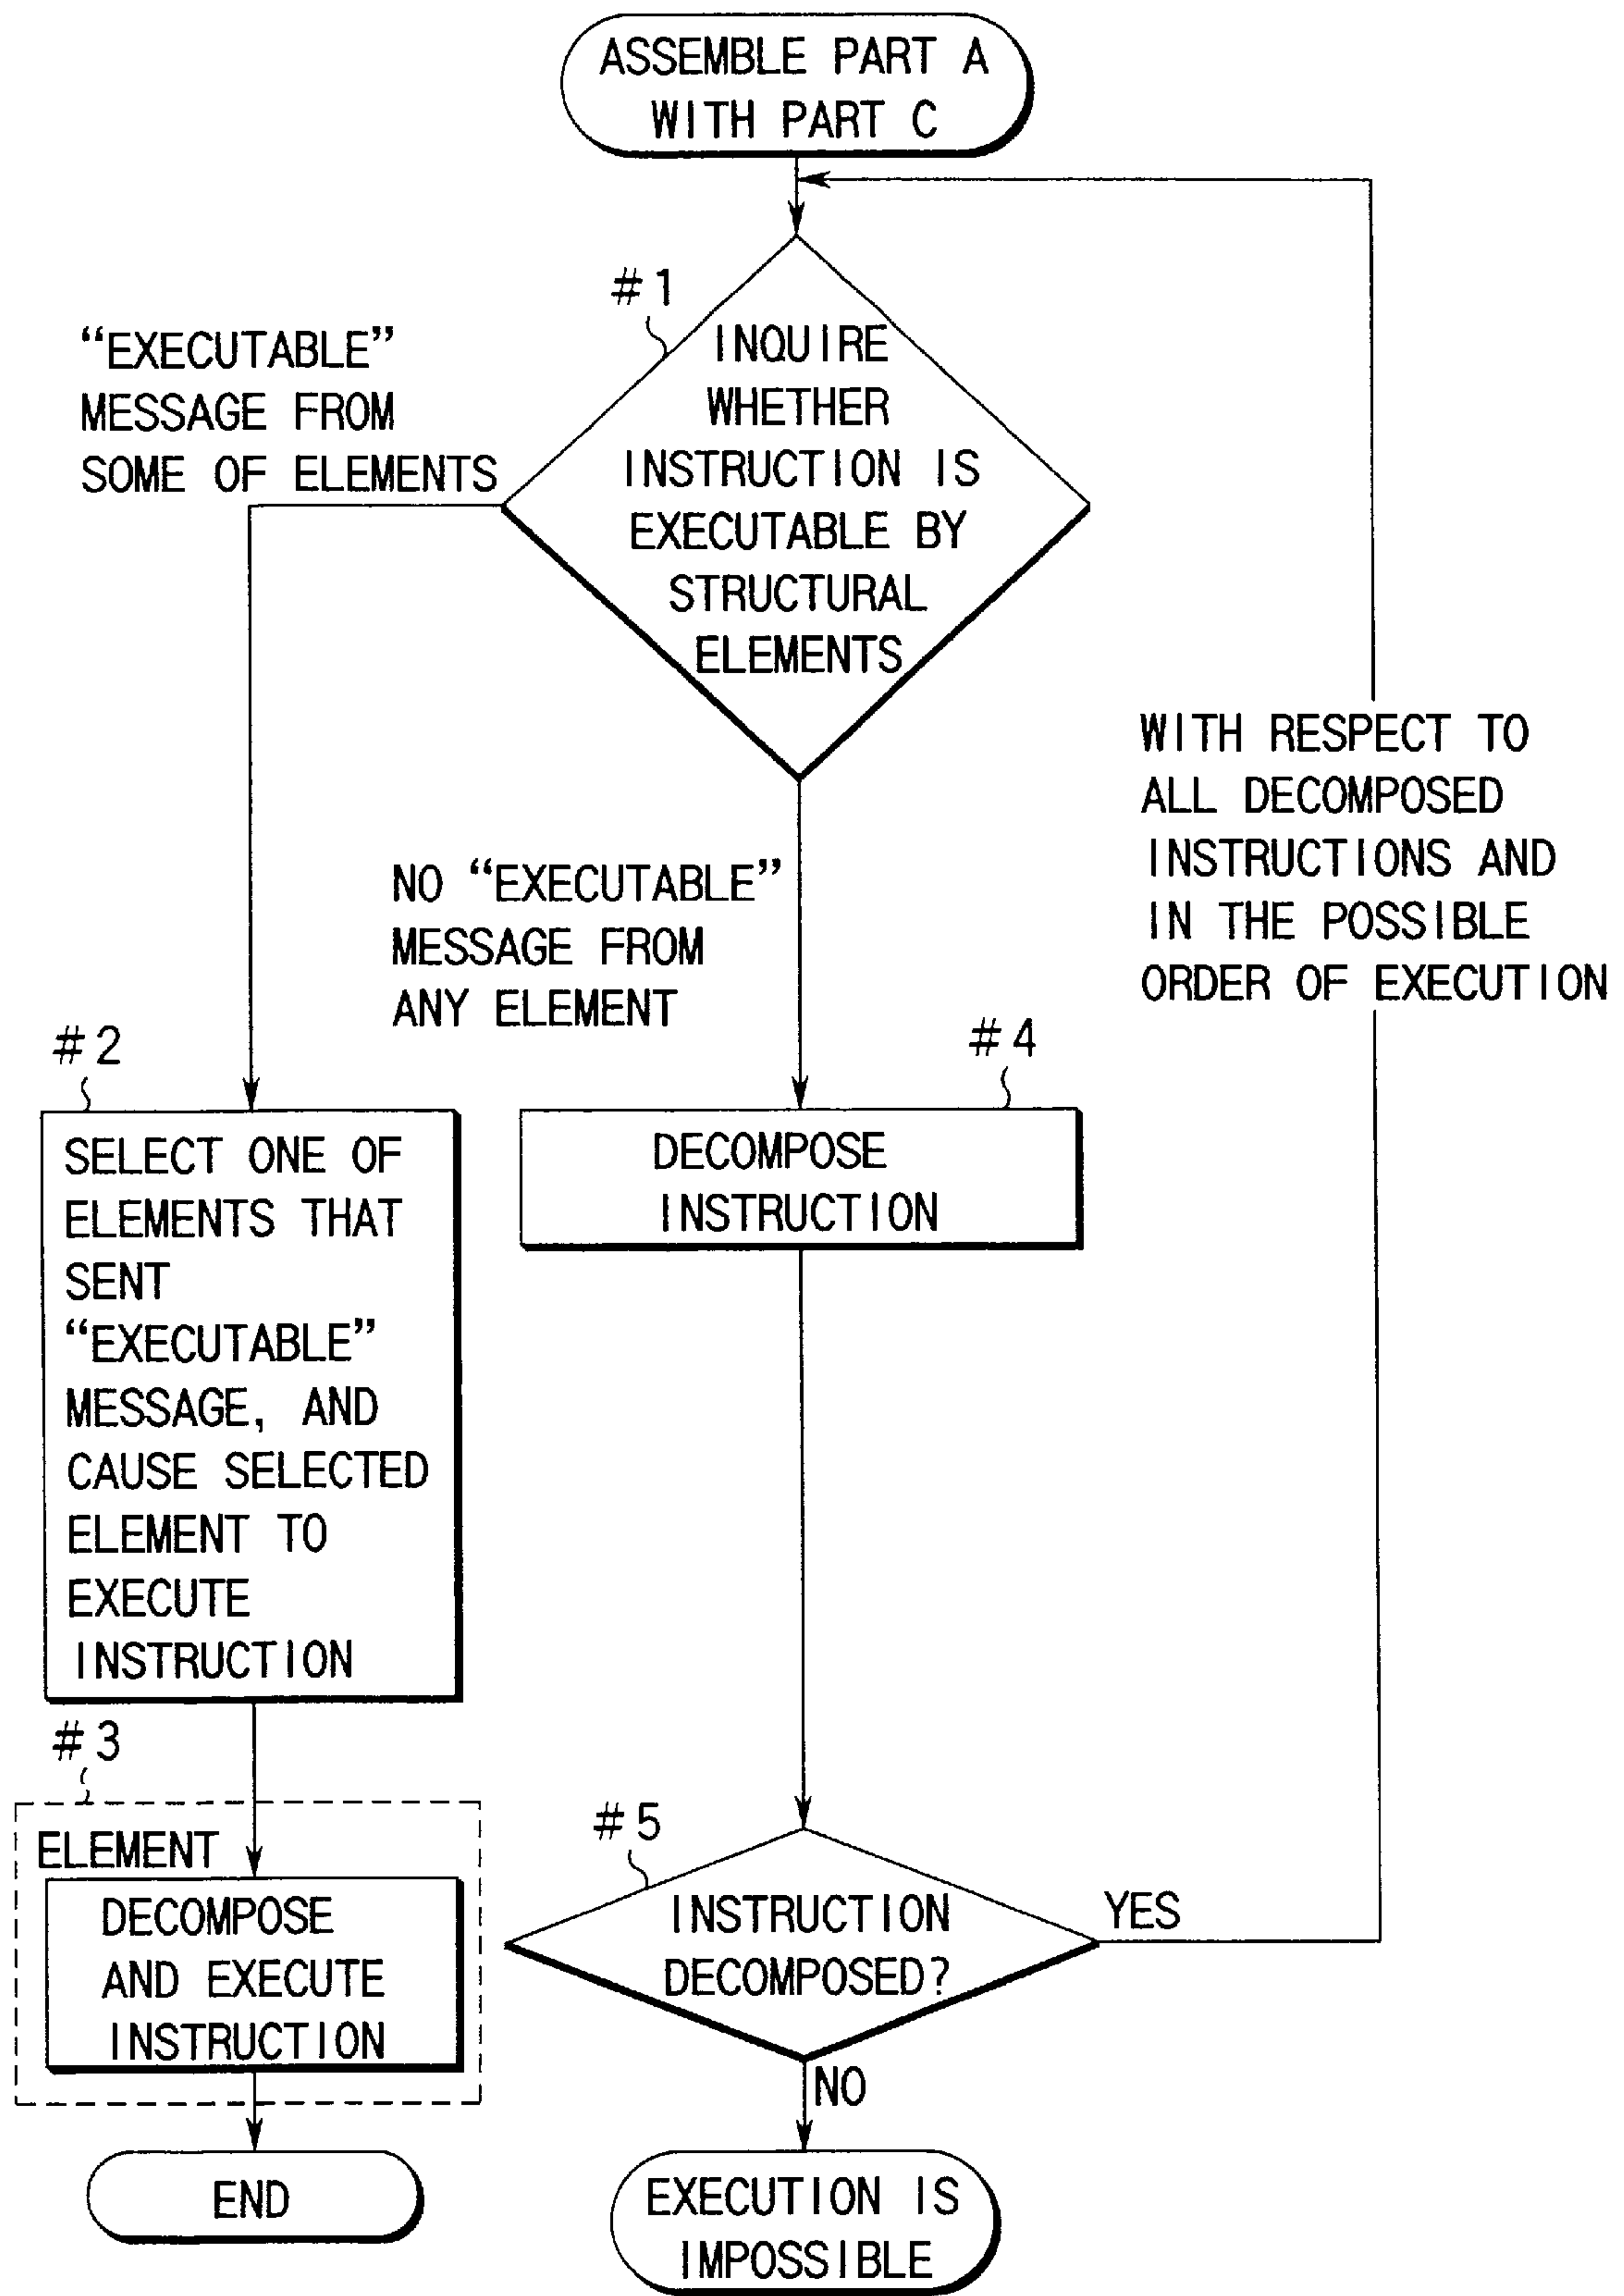 ASSEMBLE PART A
WITH PART C
#1
INQUIRE
WHETHER
INSTRUCTION IS
EXECUTABLE BY
STRUCTURAL
ELEMENTS
“EXECUTABLE”
MESSAGE FROM
SOME OF ELEMENTS
NO “EXECUTABLE”
MESSAGE FROM
ANY ELEMENT
WITH RESPECT TO
ALL DECOMPOSED
INSTRUCTIONS AND
IN THE POSSIBLE
ORDER OF EXECUTION
#2
SELECT ONE OF
ELEMENTS THAT
SENT
“EXECUTABLE”
MESSAGE, AND
CAUSE SELECTED
ELEMENT TO
EXECUTE
INSTRUCTION
#4
DECOMPOSE
INSTRUCTION
#3
ELEMENT
DECOMPOSE
AND EXECUTE
INSTRUCTION
#5
INSTRUCTION
DECOMPOSED?
YES
NO
END
EXECUTION IS
IMPOSSIBLE